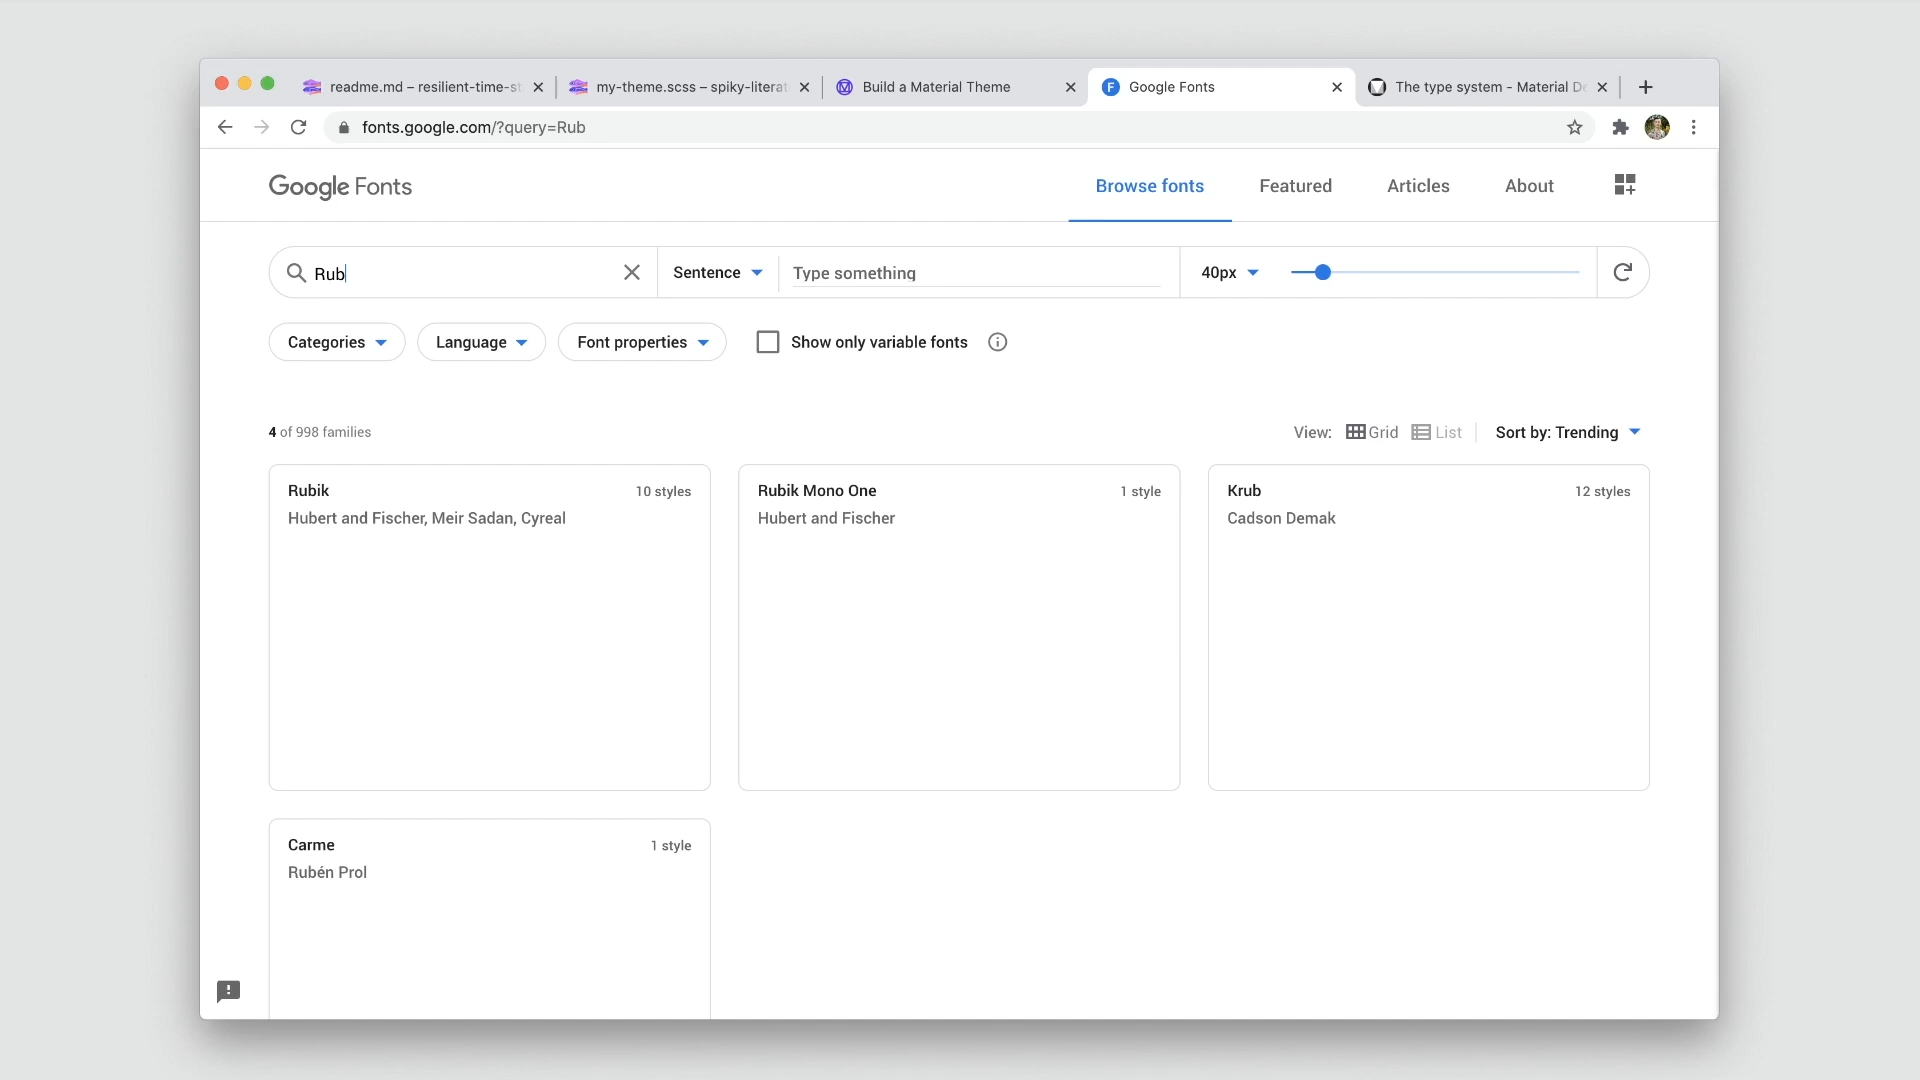 readme.md – resilient-time-st
my-theme.scss – spiky-literat
Build a Material Theme
Google Fonts
The type system - Material De
fonts.google.com/?query=Rub
Google Fonts
Browse fonts
Featured
Articles
About
Rub
Sentence
Type something
40px
Categories
Language
Font properties
Show only variable fonts
4 of 998 families
View:
Grid
List
Sort by: Trending
Rubik
10 styles
Hubert and Fischer, Meir Sadan, Cyreal
Rubik Mono One
1 style
Hubert and Fischer
Krub
12 styles
Cadson Demak
Carme
1 style
Rubén Prol